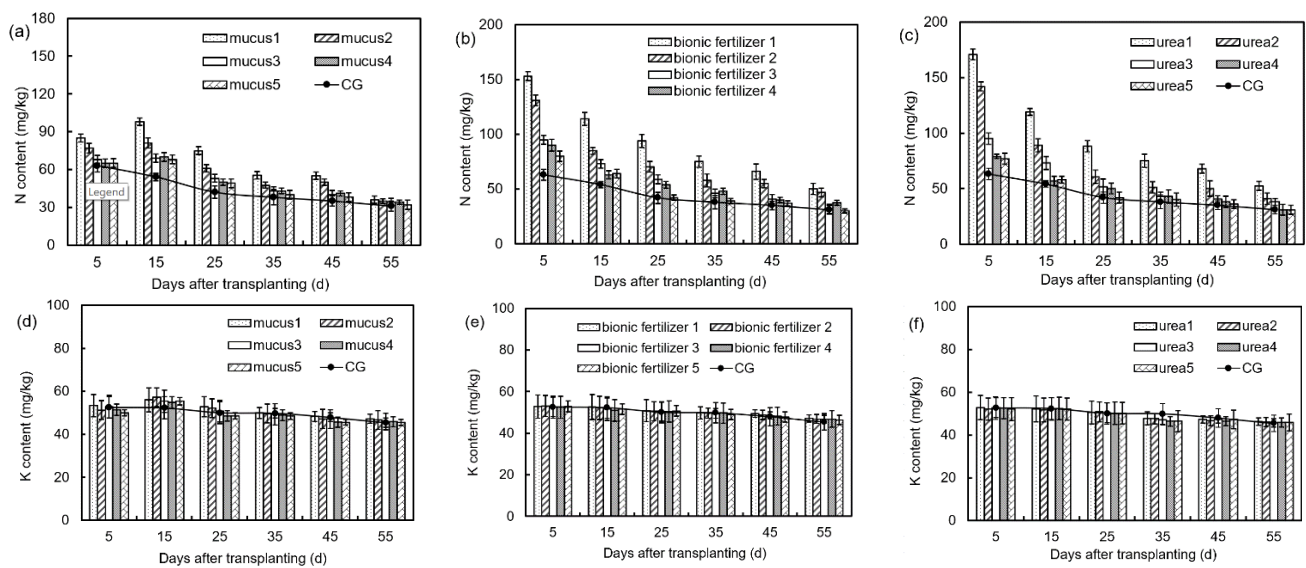 (a)
180
150
120
90
60
30
0
N content (mg/kg)
mucus1 mucus2
mucus3 mucus4
mucus5 CG
Legend
5 15 25 35 45 55
Days after transplanting (d)
(b)
200
150
100
50
0
N content (mg/kg)
bionic fertilizer 1
bionic fertilizer 2
bionic fertilizer 3
bionic fertilizer 4
5 15 25 35 45 55
Days after transplanting (d)
(c)
200
150
100
50
0
N content (mg/kg)
urea1 urea2
urea3 urea4
urea5 CG
5 15 25 35 45 55
Days after transplanting (d)
(d)
100
80
60
40
20
0
K content (mg/kg)
mucus1 mucus2
mucus3 mucus4
mucus5 CG
5 15 25 35 45 55
Days after transplanting (d)
(e)
100
80
60
40
20
0
K content (mg/kg)
bionic fertilizer 1 bionic fertilizer 2
bionic fertilizer 3 bionic fertilizer 4
bionic fertilizer 5 CG
5 15 25 35 45 55
Days after transplanting (d)
(f)
100
80
60
40
20
0
K content (mg/kg)
urea1 urea2
urea3 urea4
urea5 CG
5 15 25 35 45 55
Days after transplanting (d)